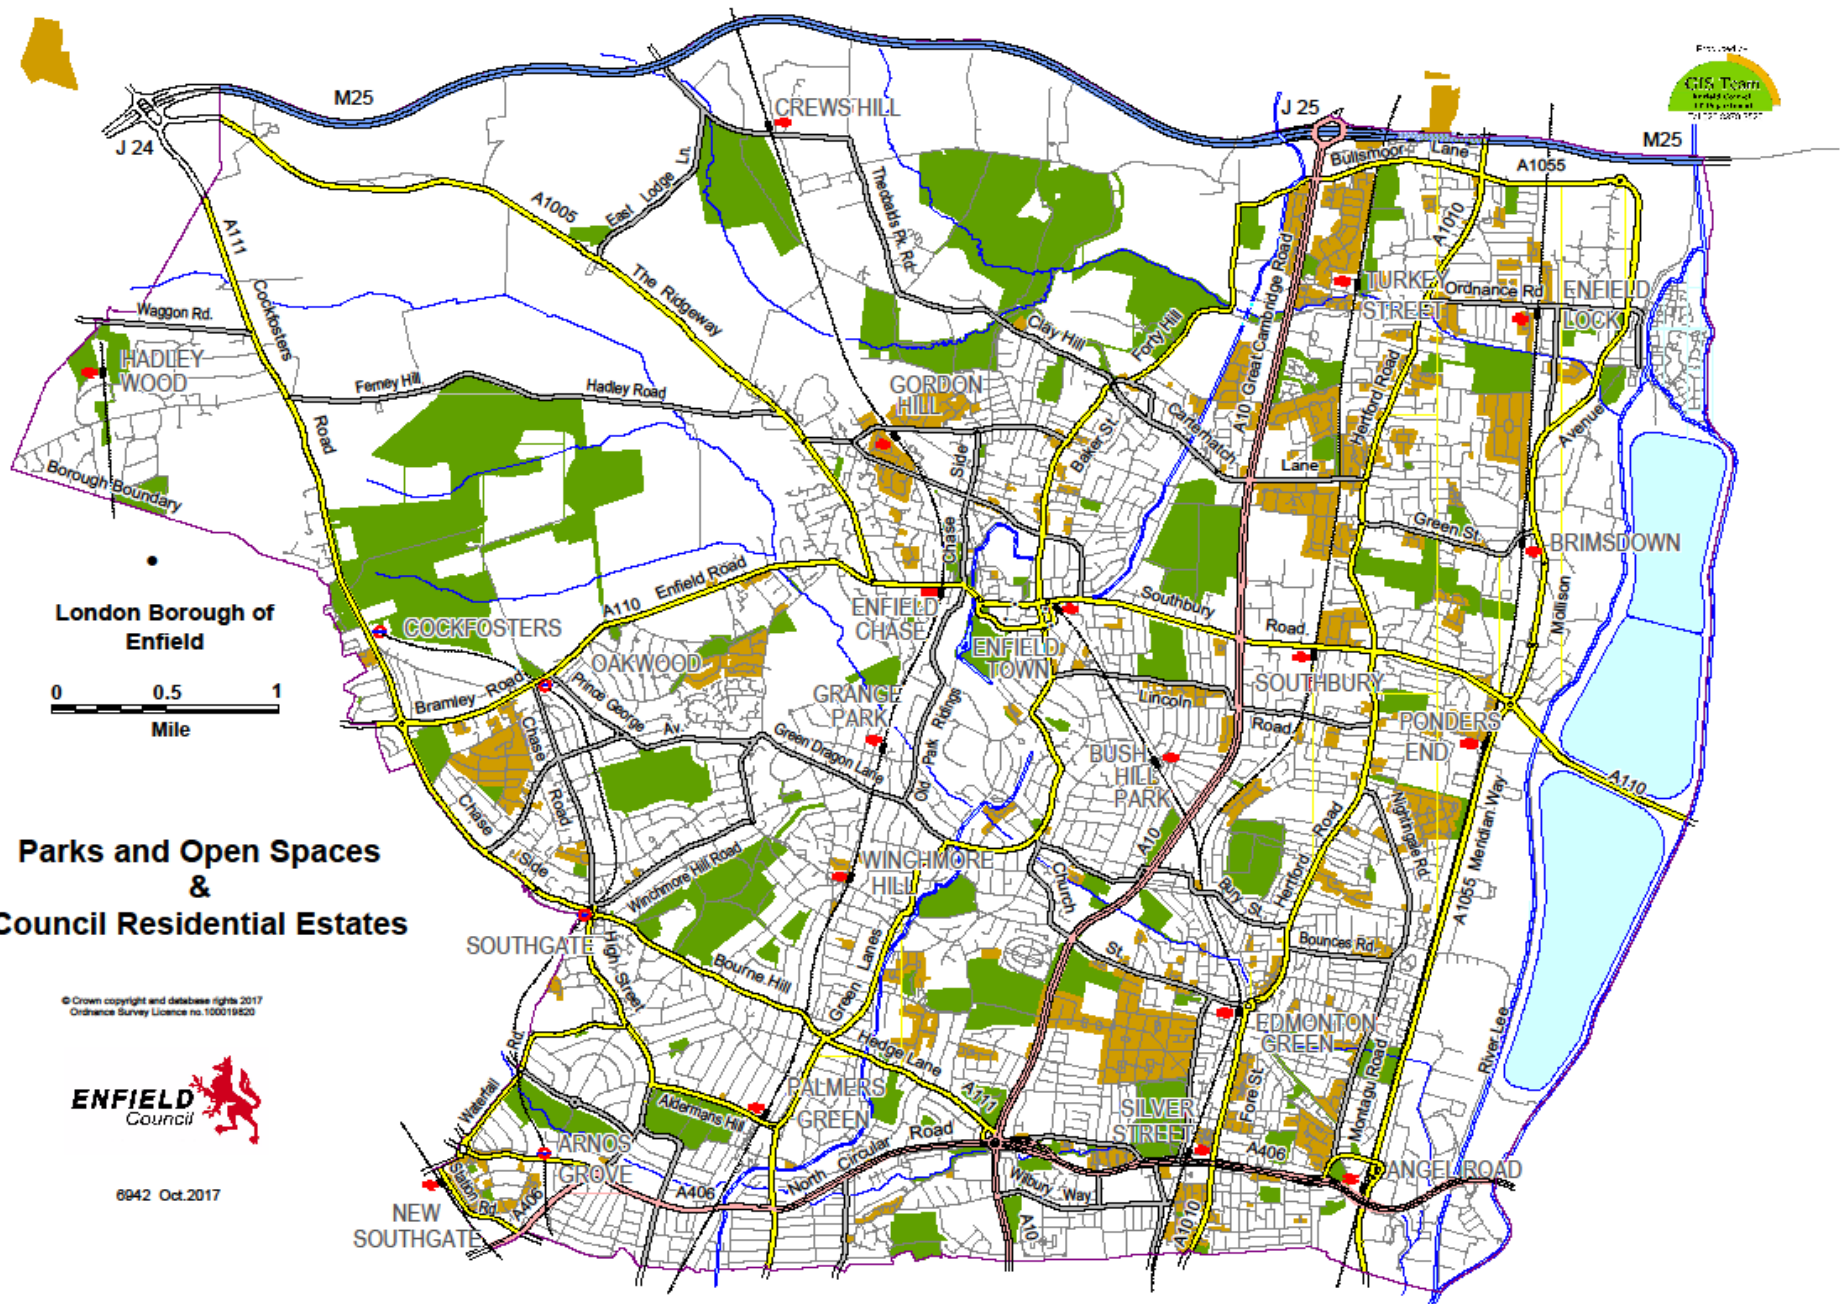 M25
J 24
CREWS HILL
J 25
GIS Team
M25
Bullsmoor
Lane
A1055
A1005
East Lodge
Ln.
Theobalds Pk. Rd.
A111
Cockfosters
Road
The Ridgeway
A10 Great Cambridge Road
A1010
TURKEY
STREET
Ordnance Rd
ENFIELD
LOCK
Waggon Rd.
HADLEY
WOOD
Clay Hill
Forty Hill
Ferney Hill
Hadley Road
GORDON
HILL
Hertford Road
Carterhatch
Lane
Baker St.
Side
Chase
Avenue
Mollison
Borough Boundary
Green St.
BRIMSDOWN
London Borough of
Enfield
0 0.5 1
Mile
COCKFOSTERS
A110
Enfield Road
ENFIELD
CHASE
ENFIELD
TOWN
Southbury
Road.
OAKWOOD
Bramley Road
Prince George
Av.
GRANGE
PARK
Old Park Ridings
Lincoln
Road
SOUTHBURY
PONDERS
END
A110
Chase
Road
Green Dragon Lane
BUSH
HILL
PARK
A10
Nightingale Rd.
A1055 Meridian Way
Hertford Road
Parks and Open Spaces
&
Council Residential Estates
Chase
Side
Winchmore Hill Road
WINCHMORE
HILL
Church
St.
Bury St.
Bounces Rd.
SOUTHGATE
High Street
Bourne Hill
Green Lanes
© Crown copyright and database rights 2017
Ordnance Survey Licence no.100019820
EDMONTON
GREEN
River Lee
Hedge Lane
A111
Waterfall
Rd.
Aldermans Hill
PALMERS
GREEN
SILVER
STREET
Fore St.
Montagu Road
ENFIELD
Council
ARNOS
GROVE
North Circular Road
A406
ANGEL ROAD
6942 Oct.2017
Station
Rd.
A406
A406
Wilbury Way
A10
A1010
NEW
SOUTHGATE